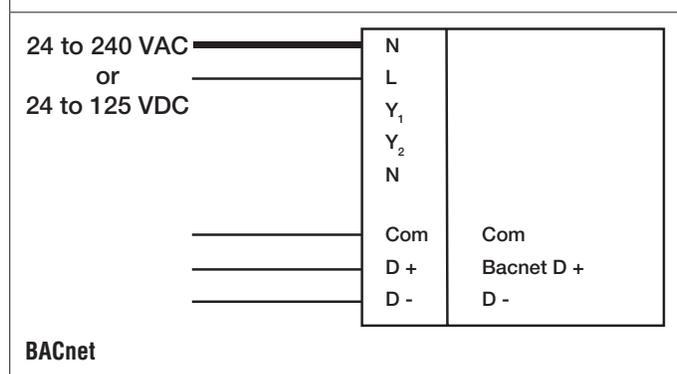 24 to 240 VAC
or
24 to 125 VDC
N
L
Y1
Y2
N
Com Com
D + Bacnet D +
D - D -
BACnet